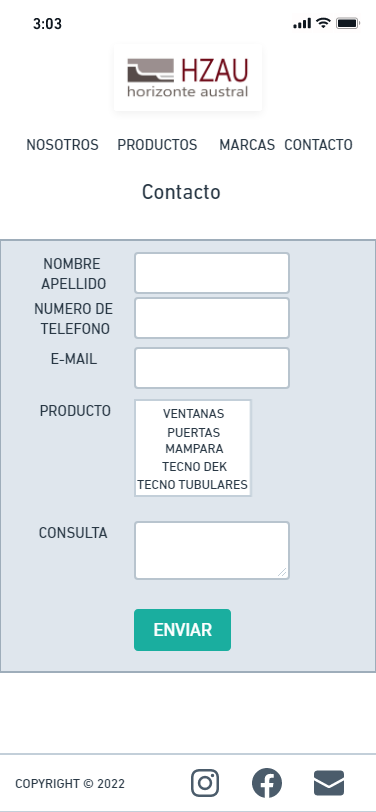 3:03
HZAU
horizonte austral
NOSOTROS PRODUCTOS MARCAS CONTACTO
Contacto
NOMBRE
APELLIDO
NUMERO DE
TELEFONO
E-MAIL
PRODUCTO
VENTANAS
PUERTAS
MAMPARA
TECNO DEK
TECNO TUBULARES
CONSULTA
ENVIAR
COPYRIGHT © 2022